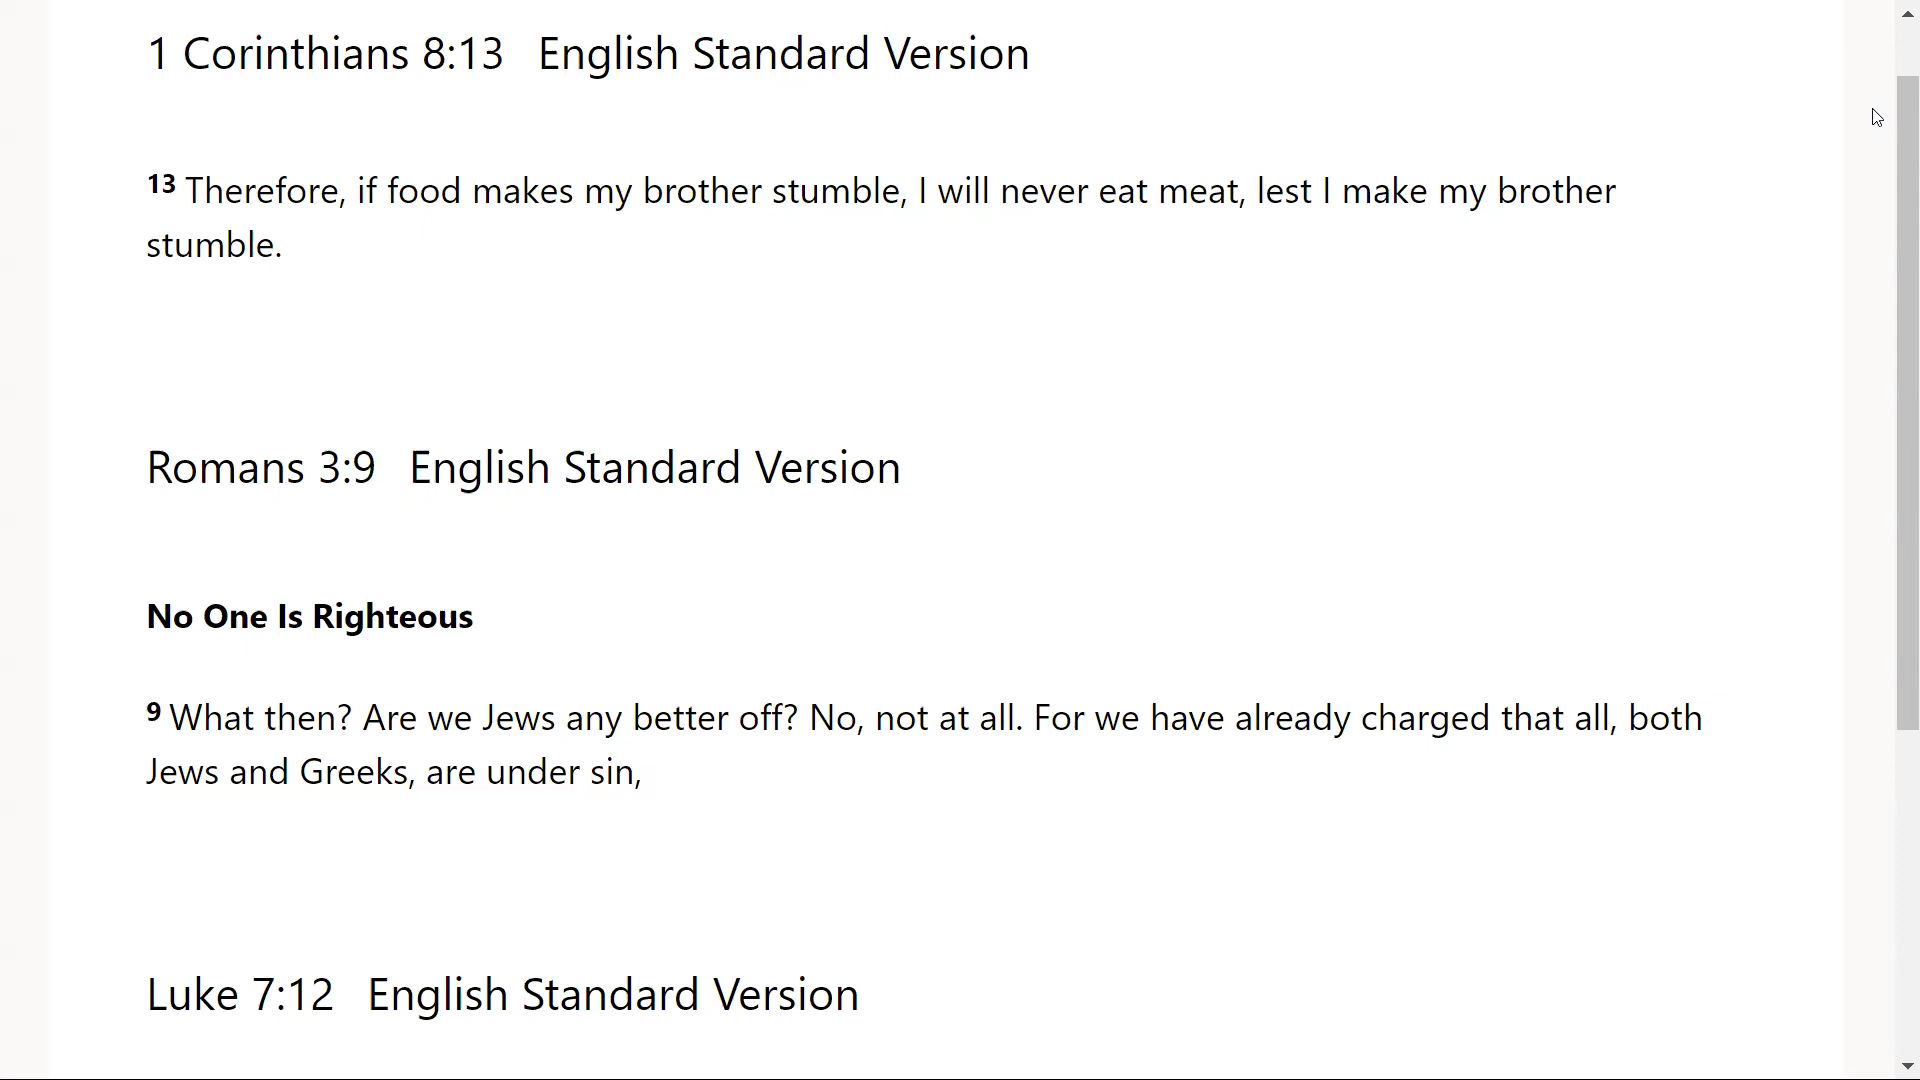 1 Corinthians 8:13 English Standard Version
13 Therefore, if food makes my brother stumble, I will never eat meat, lest I make my brother
stumble.
Romans 3:9 English Standard Version
No One Is Righteous
9 What then? Are we Jews any better off? No, not at all. For we have already charged that all, both
Jews and Greeks, are under sin,
Luke 7:12 English Standard Version